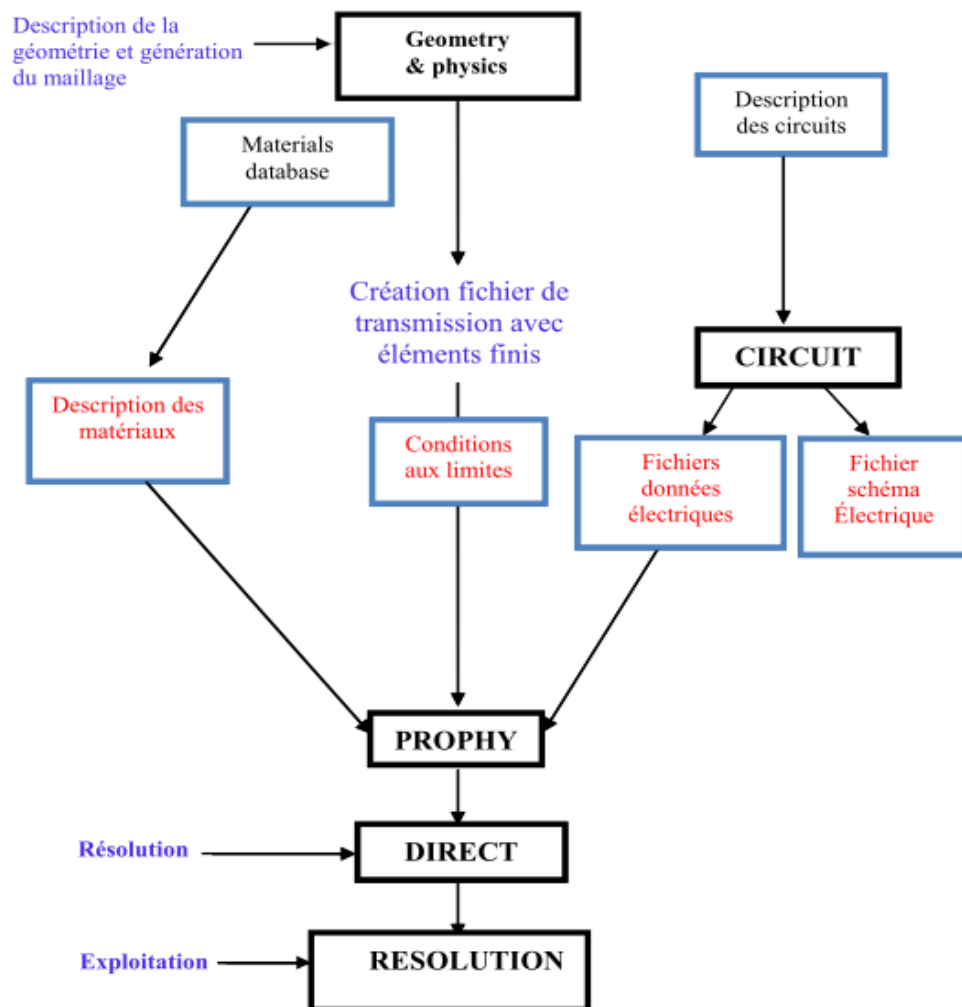 Description de la
géométrie et génération
du maillage
Geometry
& physics
Materials
database
Description
des circuits
Création fichier de
transmission avec
éléments finis
CIRCUIT
Description des
matériaux
Conditions
aux limites
Fichiers
données
électriques
Fichier
schéma
Électrique
PROPHY
Résolution
DIRECT
Exploitation
RESOLUTION